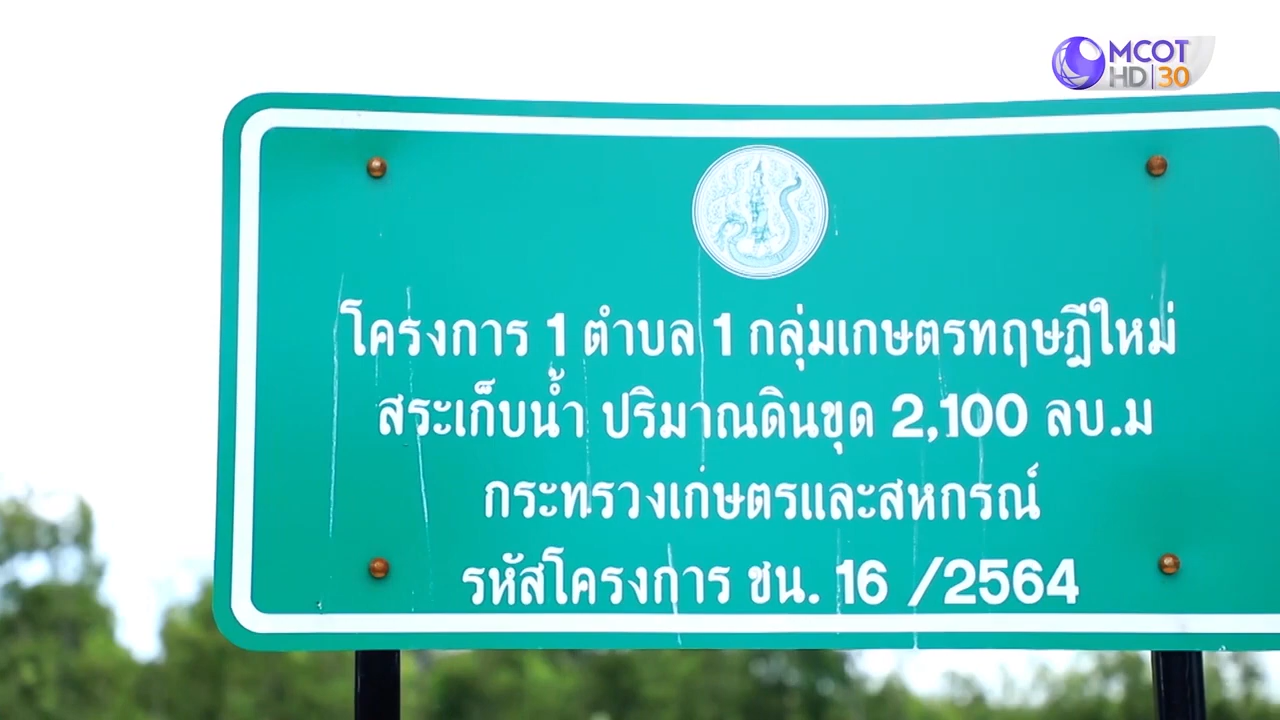 MCOT
HD 30
โครงการ 1 ตำบล 1 กลุ่มเกษตรทฤษฎีใหม่
สระเก็บน้ำ ปริมาณดินขุด 2,100 ลบ.ม
กระทรวงเกษตรและสหกรณ์
รหัสโครงการ ชน. 16 /2564